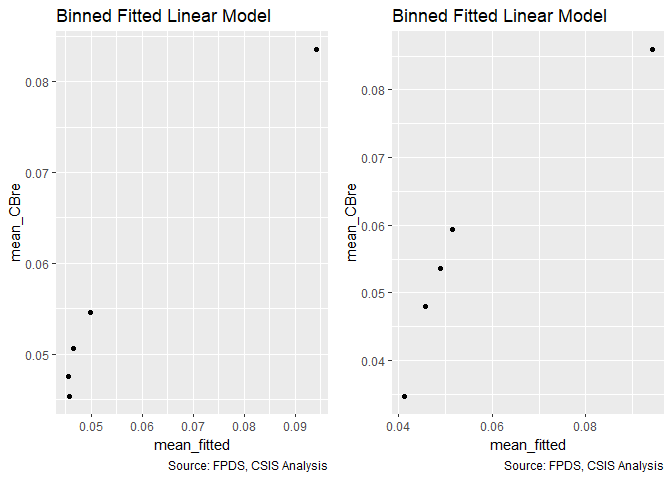 Binned Fitted Linear Model
mean_CBre
0.08
0.07
0.06
0.05
0.05 0.06 0.07 0.08 0.09
mean_fitted
Source: FPDS, CSIS Analysis
Binned Fitted Linear Model
mean_CBre
0.08
0.07
0.06
0.05
0.04
0.04 0.06 0.08
mean_fitted
Source: FPDS, CSIS Analysis